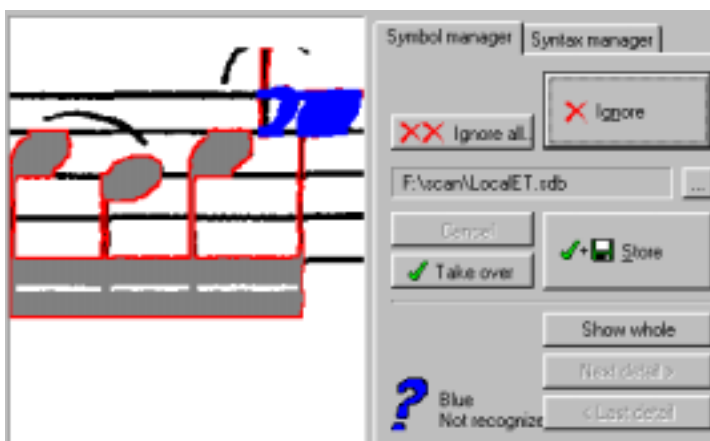 Symbol manager Syntax manager
Ignore all.
Ignore
F:\scan\LocalET.sdb
...
Cancel
Store
Take over
Show whole
Next detail >
Blue
Not recognize
< Last detail